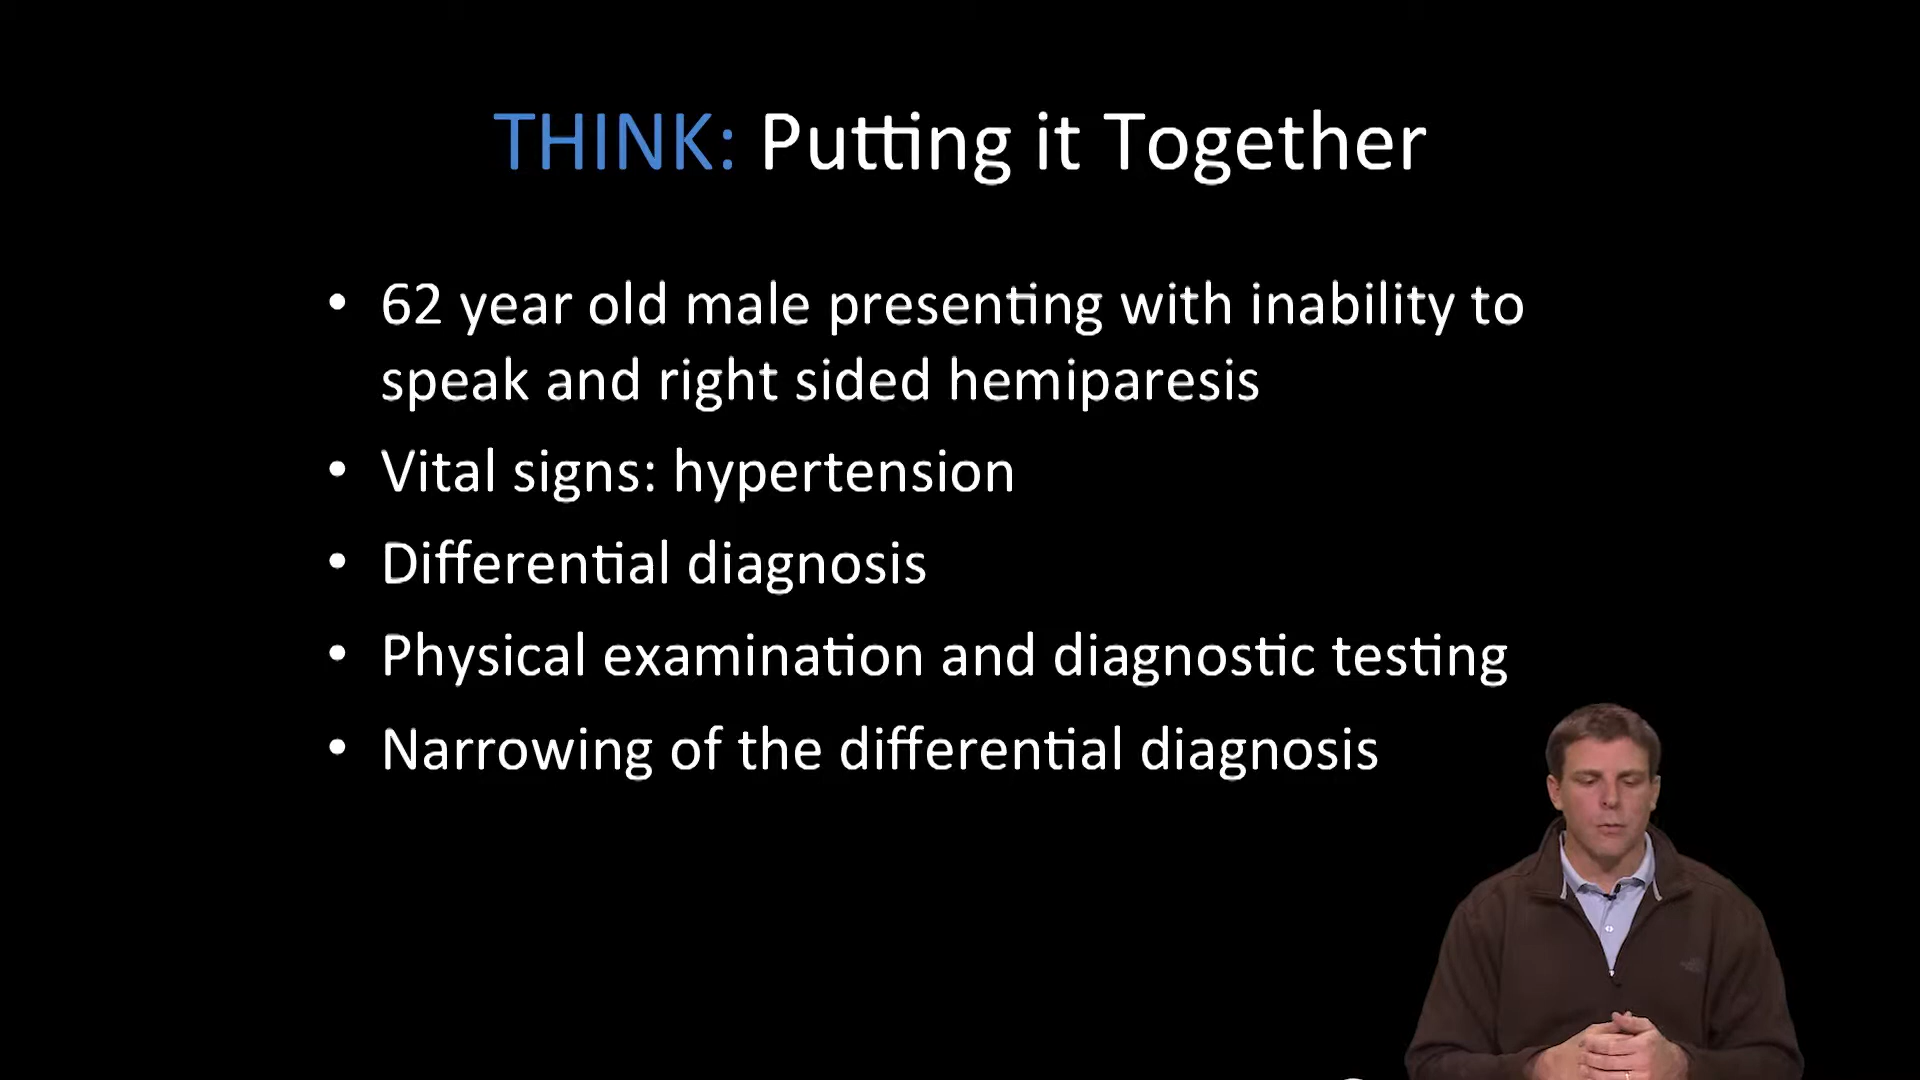 THINK: Putting it Together
• 62 year old male presenting with inability to
speak and right sided hemiparesis
• Vital signs: hypertension
• Differential diagnosis
• Physical examination and diagnostic testing
• Narrowing of the differential diagnosis